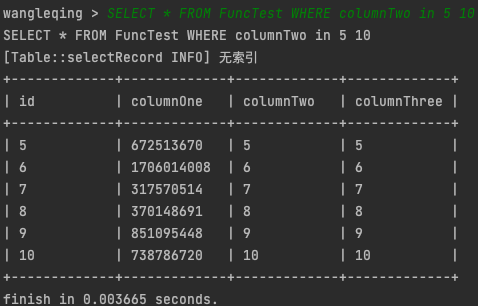 wangleqing > SELECT * FROM FuncTest WHERE columnTwo in 5 10
SELECT * FROM FuncTest WHERE columnTwo in 5 10
[Table::selectRecord INFO] 无索引
+-------------+-------------+-------------+-------------+
| id          | columnOne   | columnTwo   | columnThree |
+-------------+-------------+-------------+-------------+
| 5           | 672513670   | 5           | 5           |
| 6           | 1706014008  | 6           | 6           |
| 7           | 317570514   | 7           | 7           |
| 8           | 370148691   | 8           | 8           |
| 9           | 851095448   | 9           | 9           |
| 10          | 738786720   | 10          | 10          |
+-------------+-------------+-------------+-------------+
finish in 0.003665 seconds.